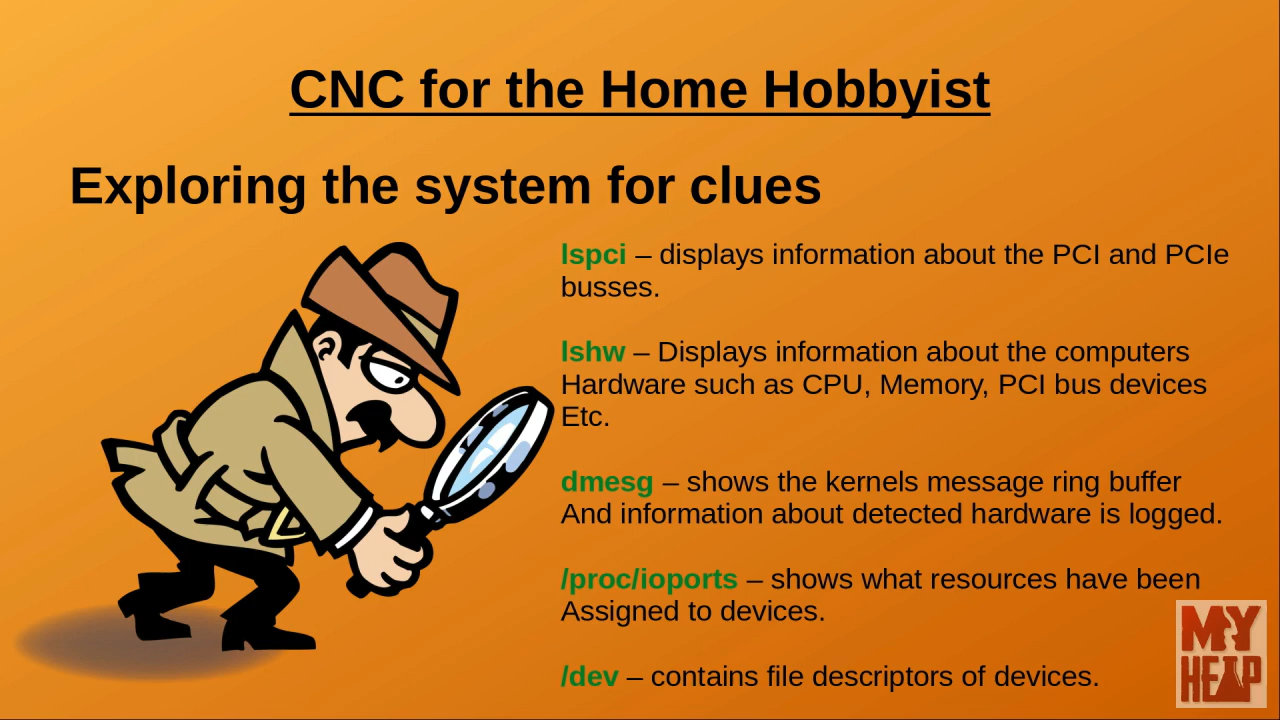 CNC for the Home Hobbyist
Exploring the system for clues
lspci – displays information about the PCI and PCIe
busses.
lshw – Displays information about the computers
Hardware such as CPU, Memory, PCI bus devices
Etc.
dmesg – shows the kernels message ring buffer
And information about detected hardware is logged.
/proc/ioports – shows what resources have been
Assigned to devices.
/dev – contains file descriptors of devices.
MY
HEAP